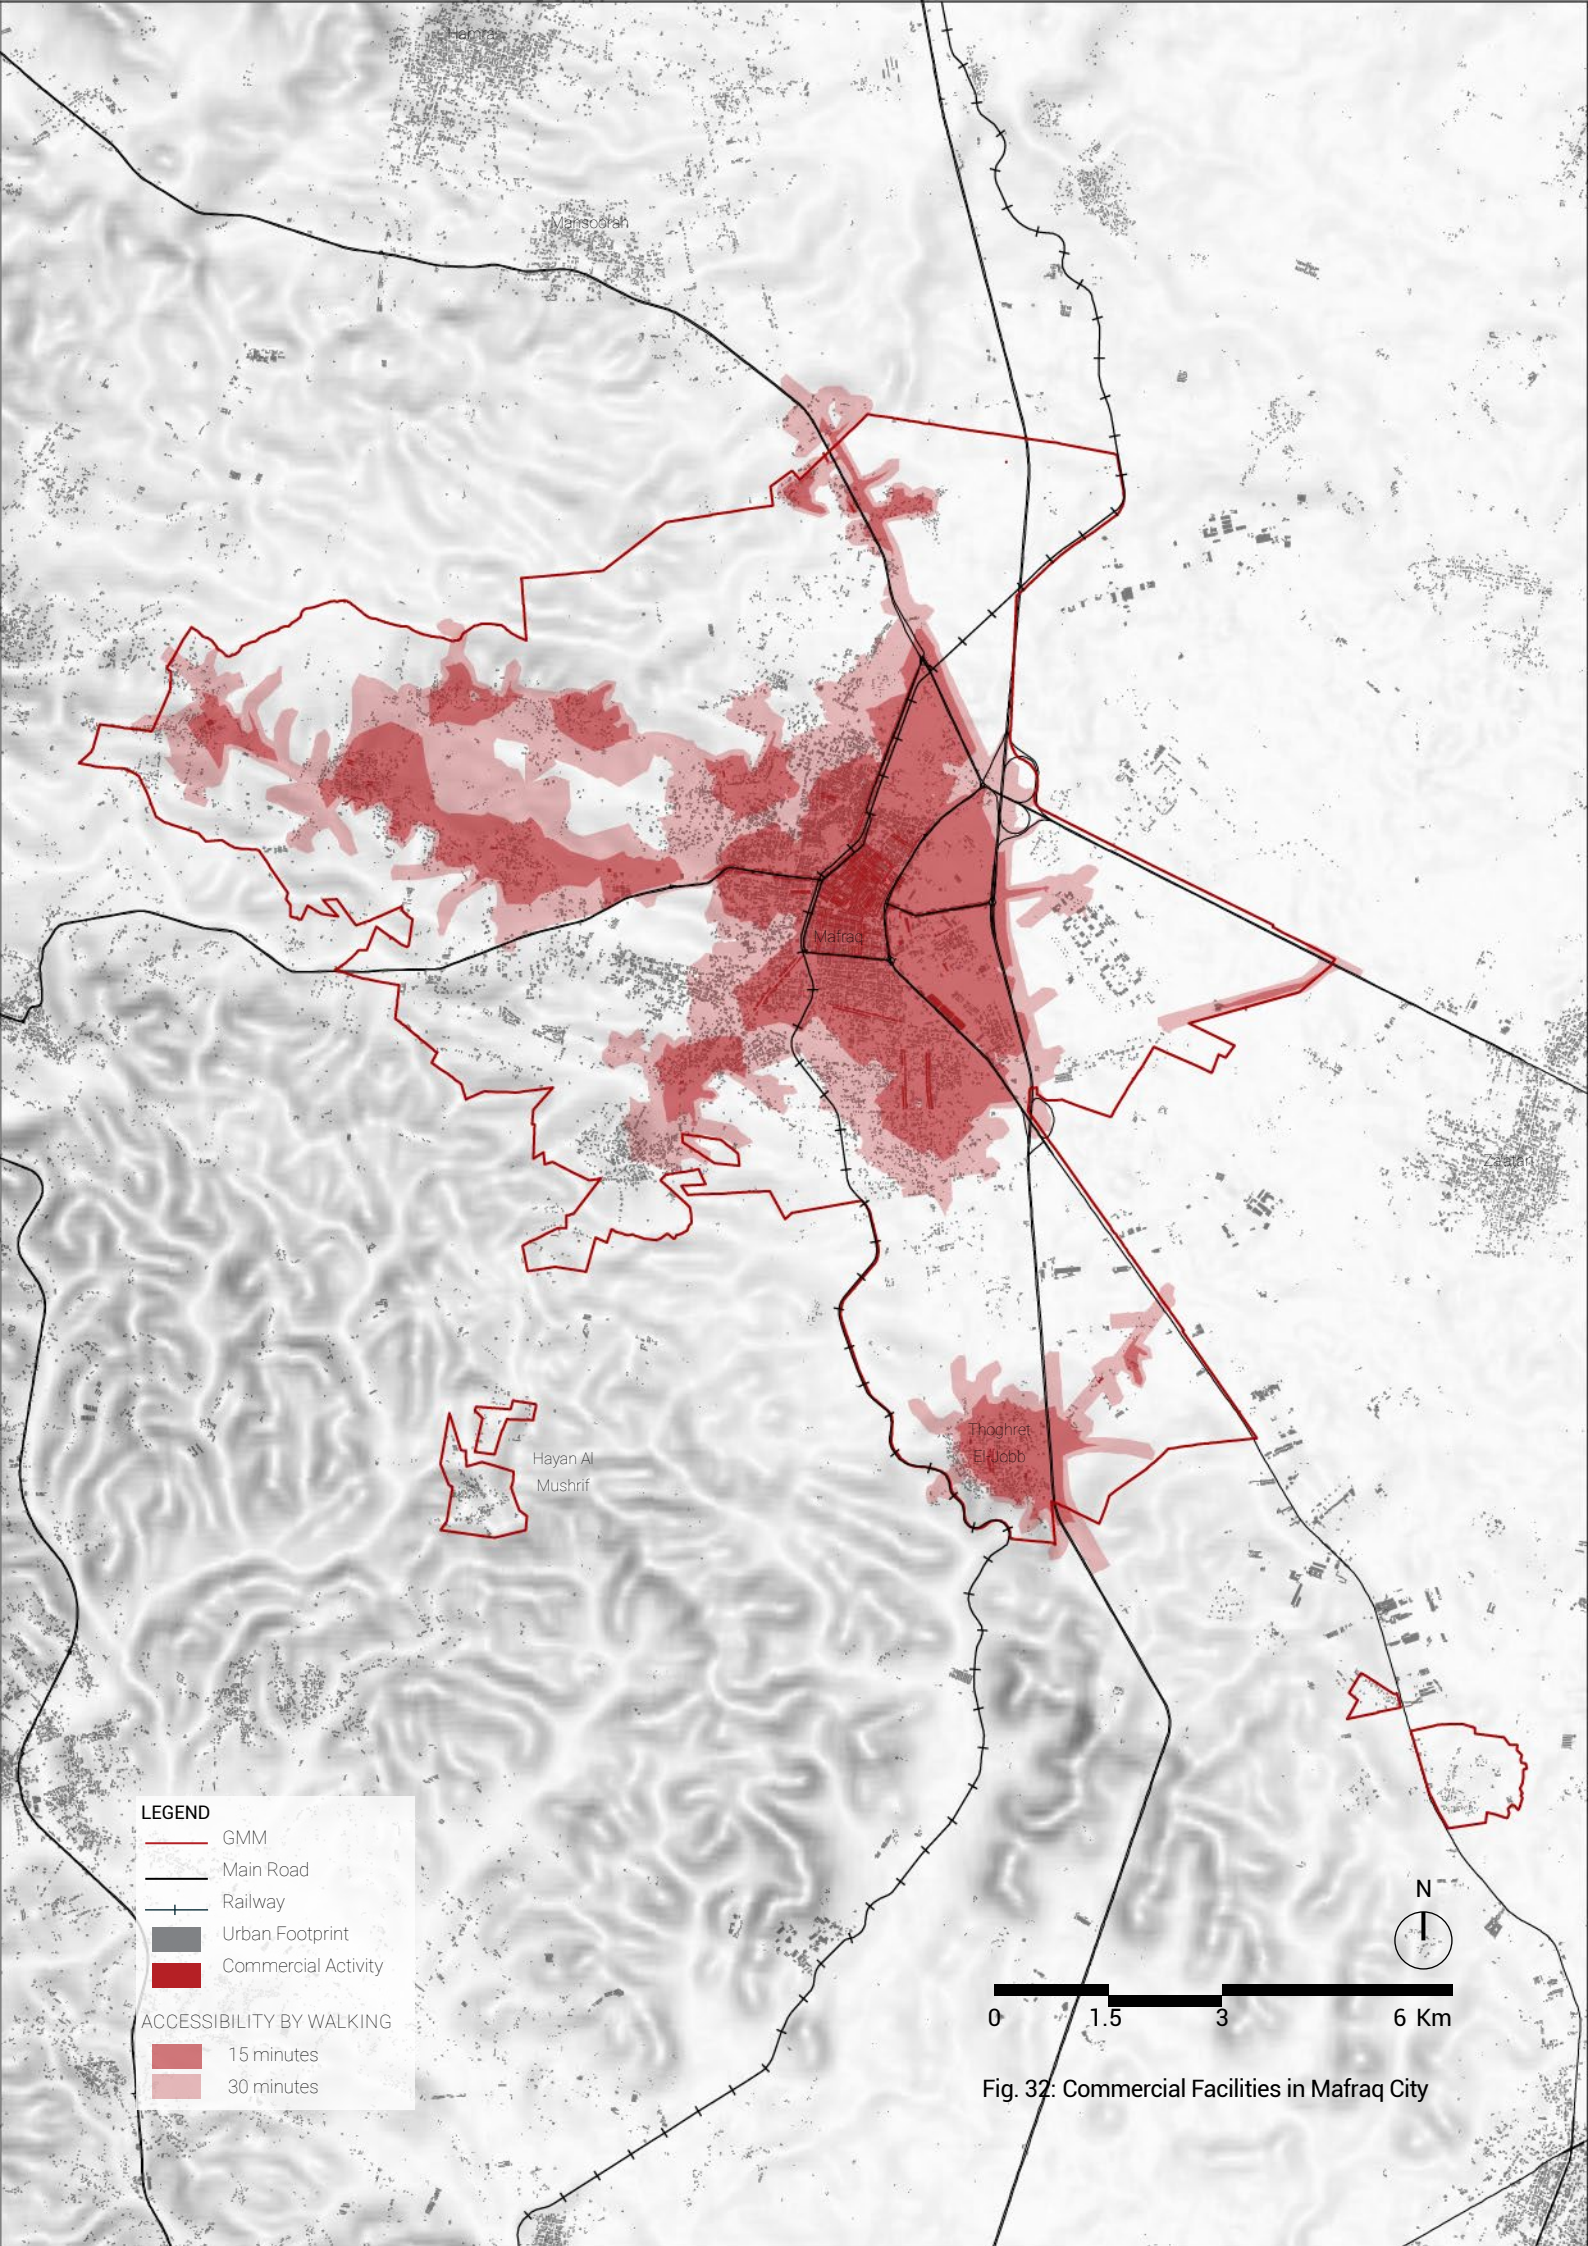 Hamra
Mansoorah
Mafraq
Zaatari
Thoghret
El-Jobb
Hayan Al
Mushrif
LEGEND
GMM
Main Road
Railway
Urban Footprint
Commercial Activity
ACCESSIBILITY BY WALKING
15 minutes
30 minutes
N
0 1.5 3 6 Km
Fig. 32: Commercial Facilities in Mafraq City